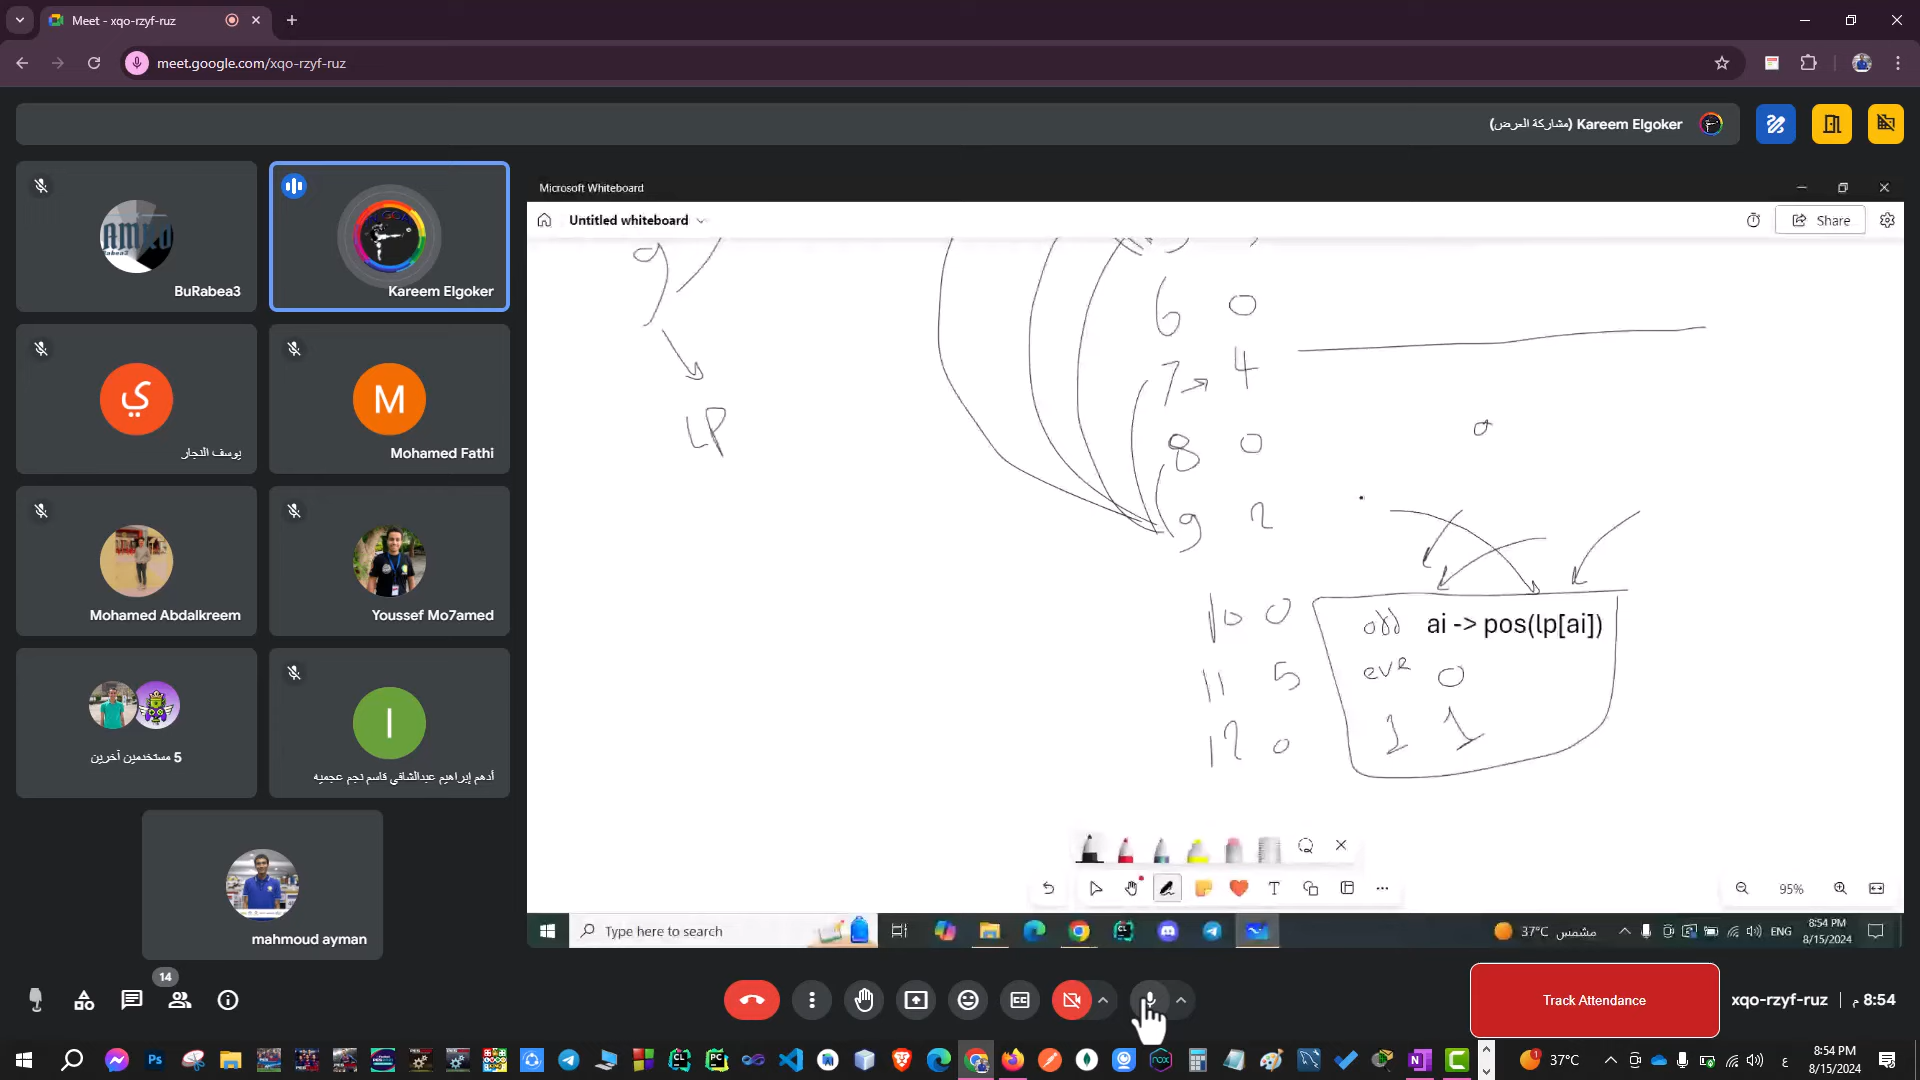 Meet - xqo-rzyf-ruz
meet.google.com/xqo-rzyf-ruz
Kareem Elgoker (مشاركة العرض)
BuRabea3
Kareem Elgoker
ي
يوسف النجار
M
Mohamed Fathi
Mohamed Abdalkreem
Youssef Mo7amed
5 مستخدمين آخرين
I
أدهم إبراهيم عبدالشافي قاسم نجم عجميه
mahmoud ayman
Microsoft Whiteboard
Untitled whiteboard
Share
9
LP
6 0
7 → 4
8 0
9 2
10 0
11 5
12 0
odd ai -> pos(lp[ai])
eve 0
1 1
95%
Type here to search
37°C مشمس
ENG
8:54 PM
8/15/2024
14
Track Attendance
xqo-rzyf-ruz
8:54 م
37°C
ع
8:54 PM
8/15/2024